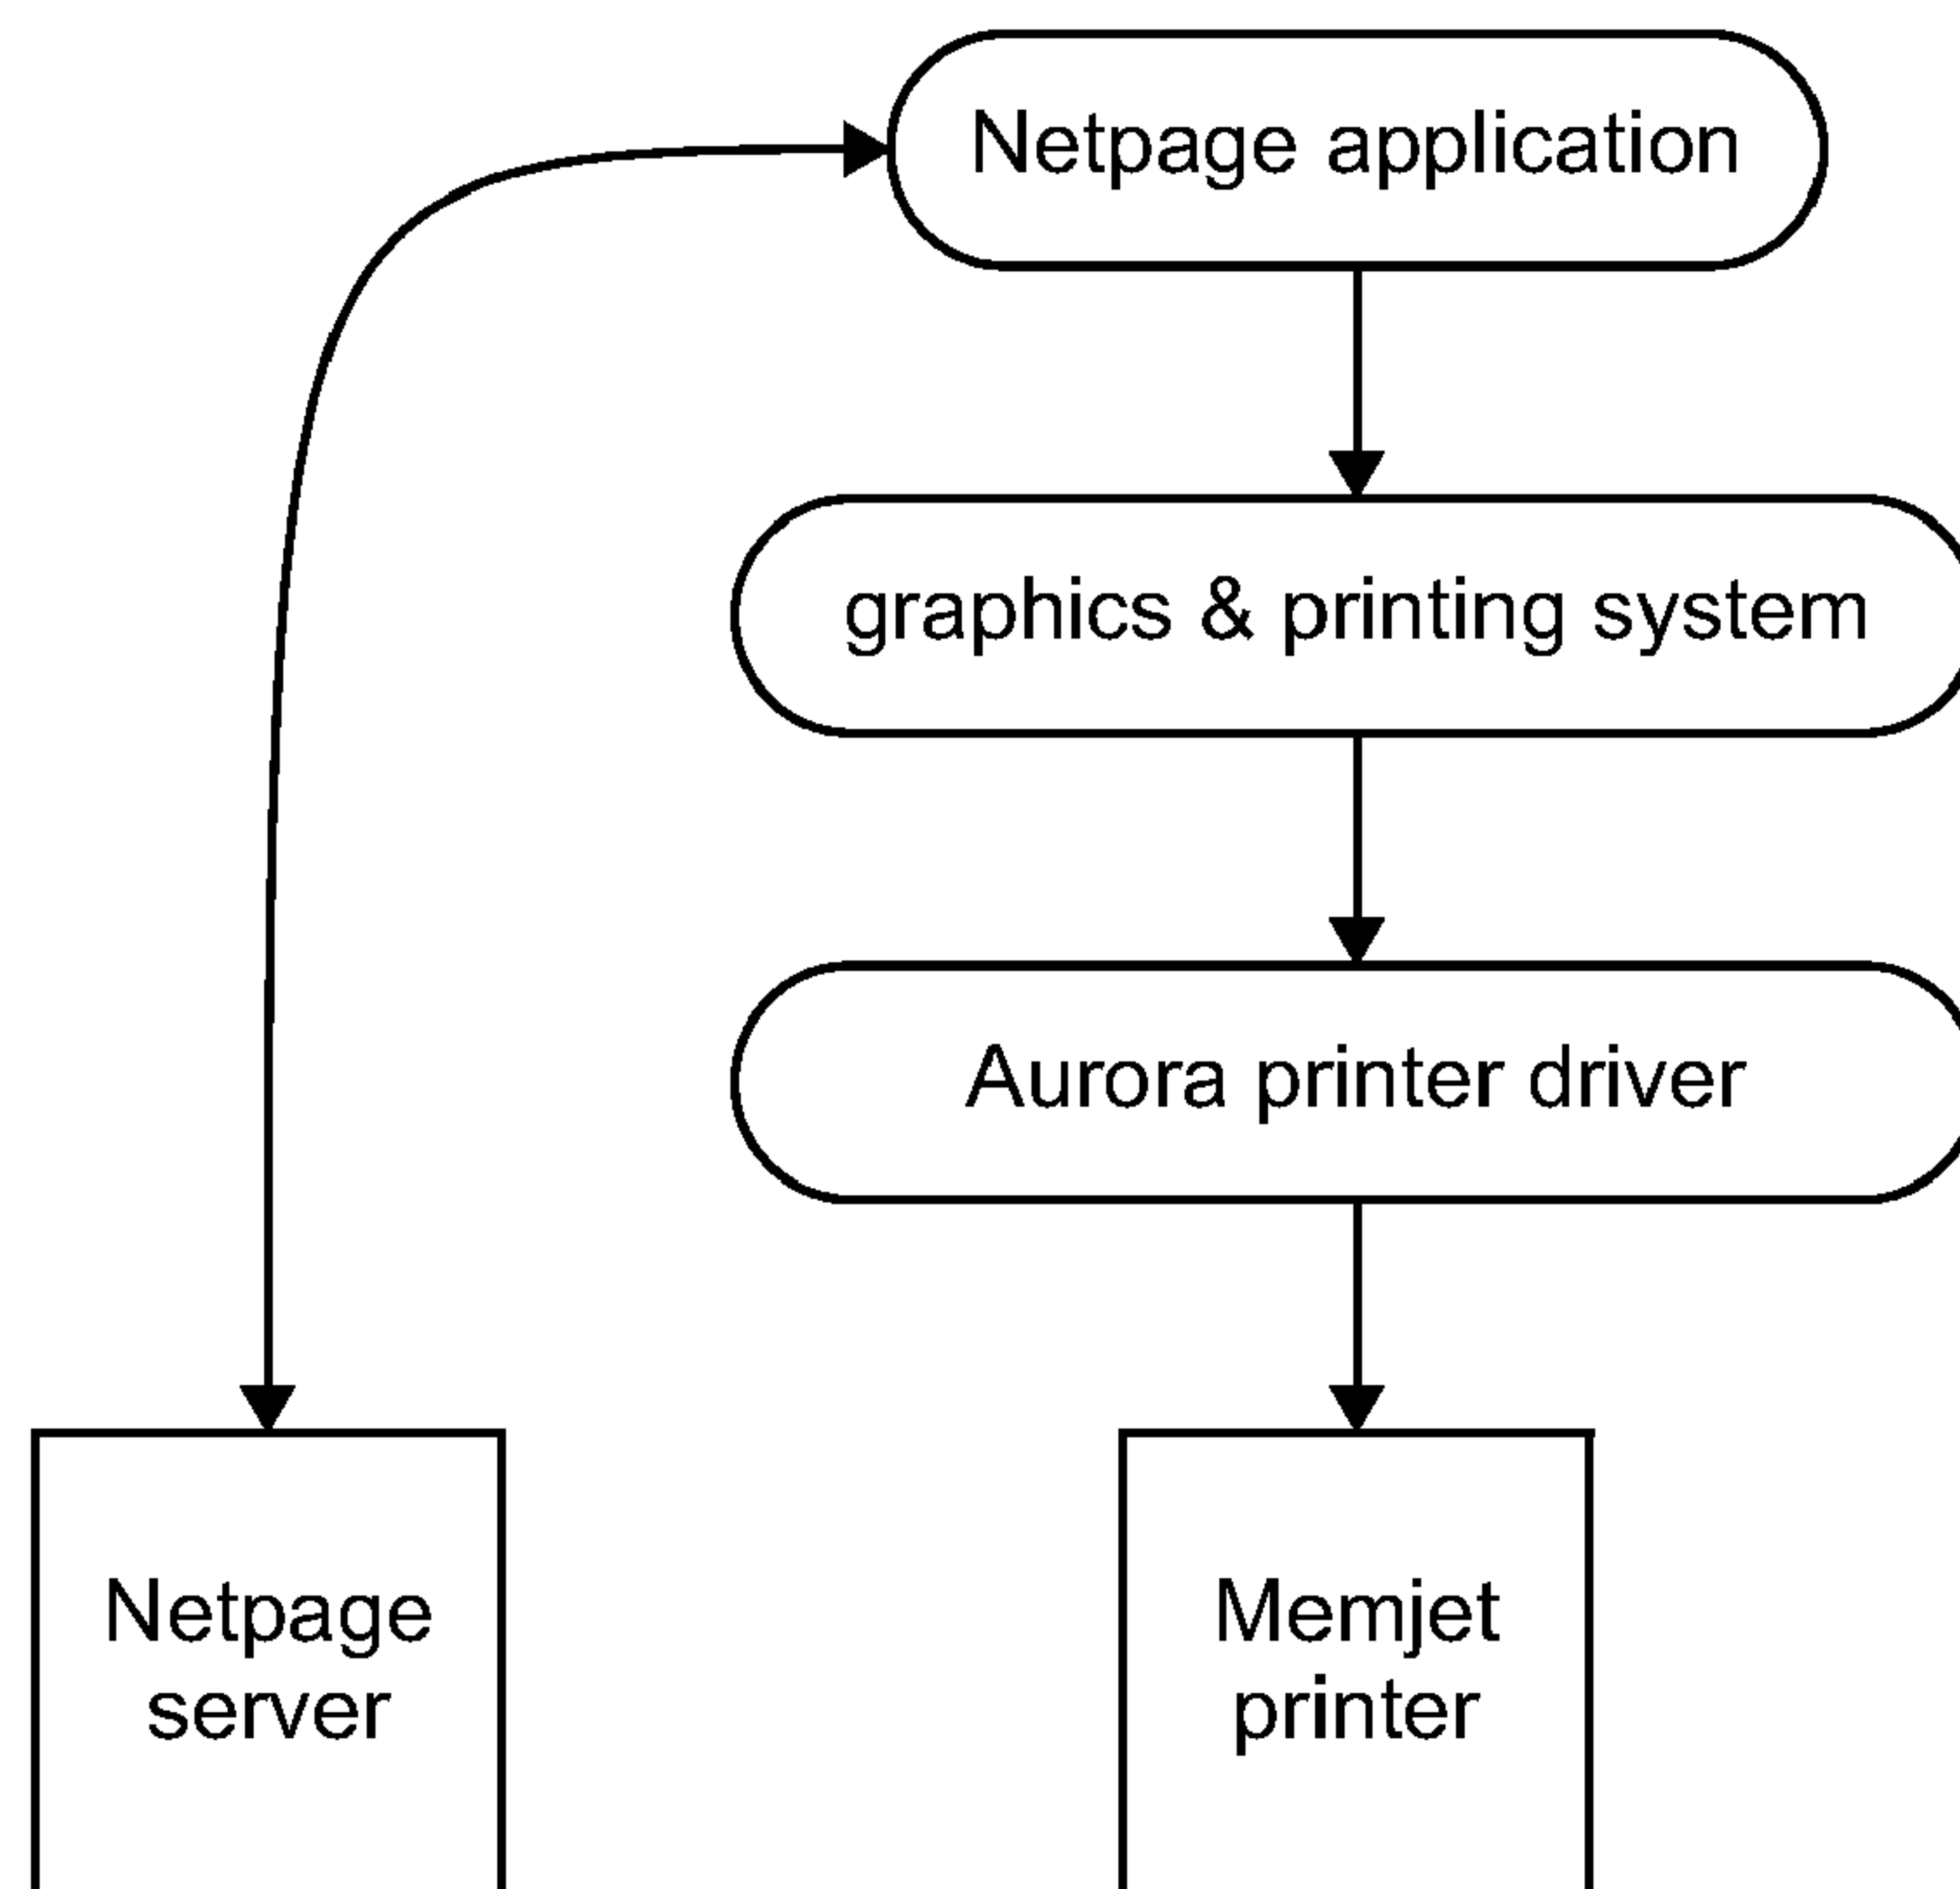 Netpage application
graphics & printing system
Aurora printer driver
Netpage
server
Memjet
printer